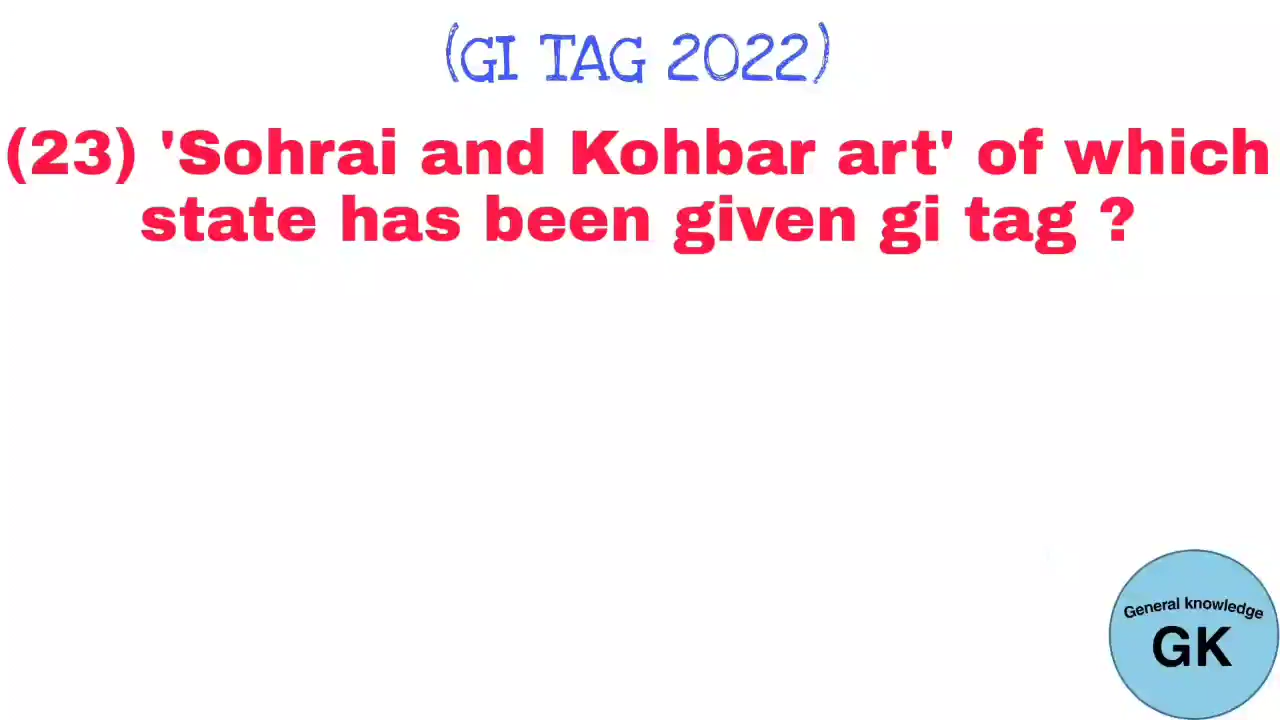 (GI TAG 2022)
(23) 'Sohrai and Kohbar art' of which
state has been given gi tag ?
General knowledge
GK